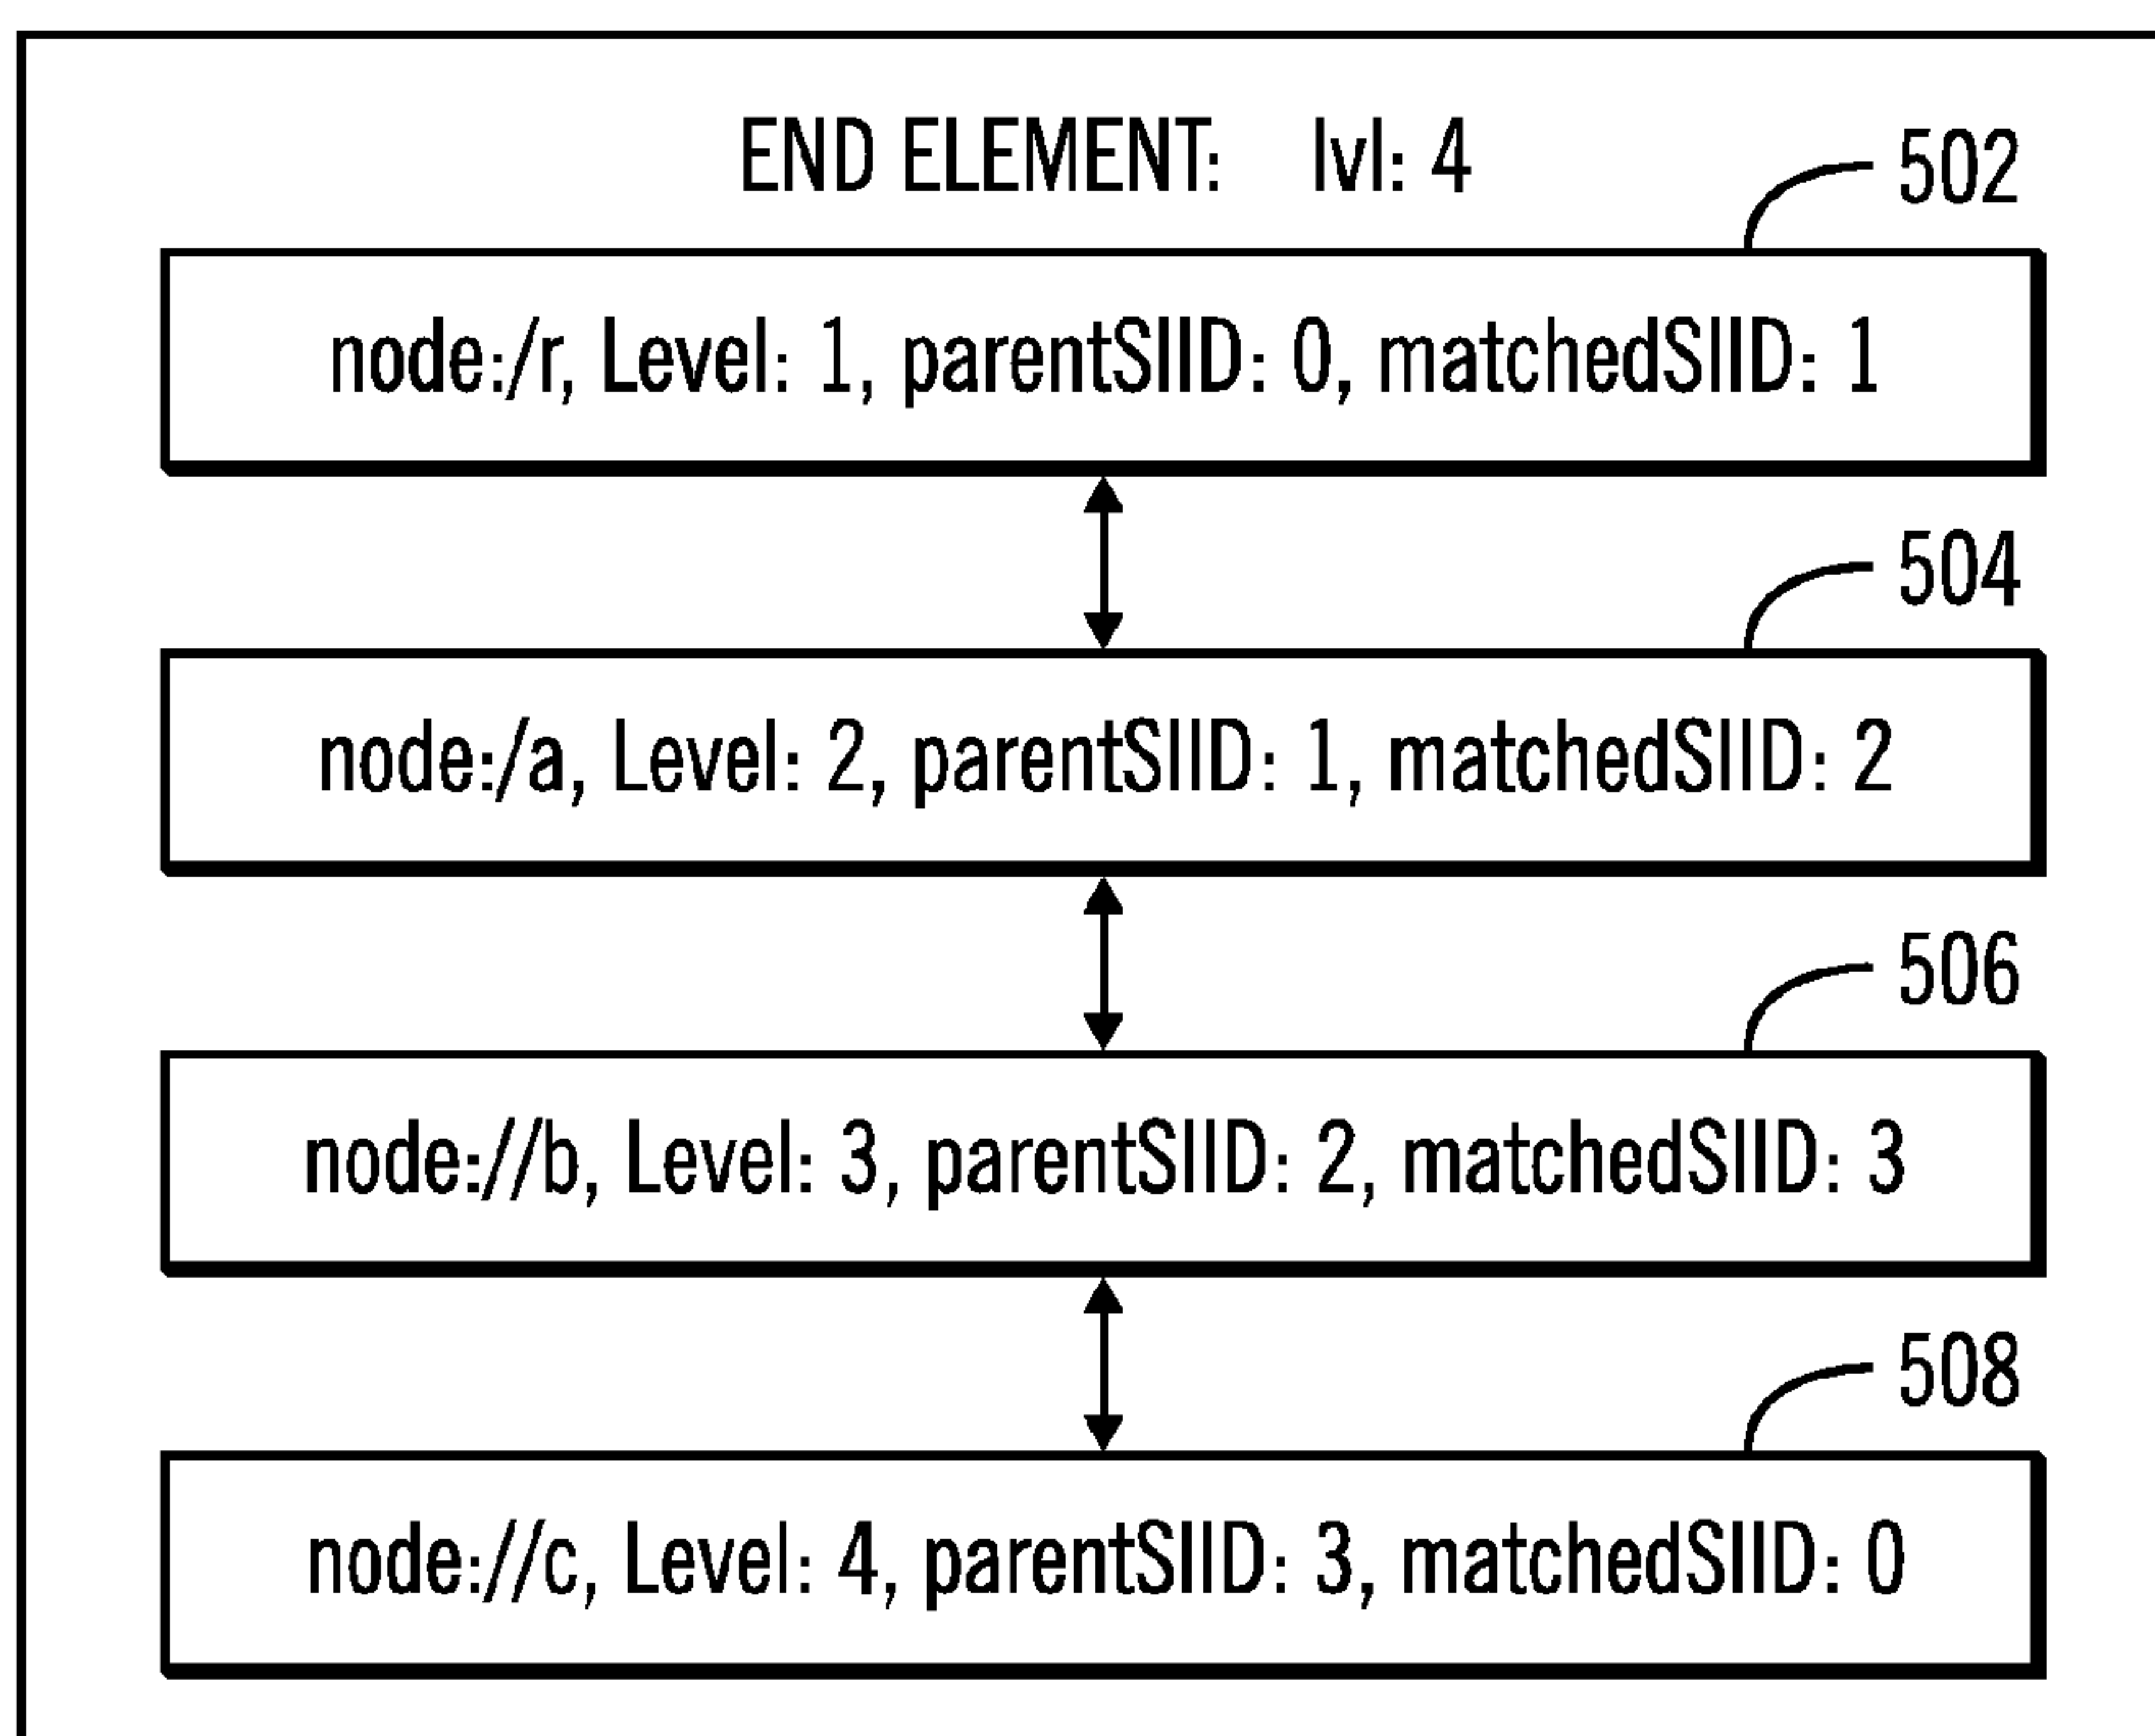 END ELEMENT: lvl: 4
502
node:/r, Level: 1, parentSIID: 0, matchedSIID: 1
504
node:/a, Level: 2, parentSIID: 1, matchedSIID: 2
506
node://b, Level: 3, parentSIID: 2, matchedSIID: 3
508
node://c, Level: 4, parentSIID: 3, matchedSIID: 0